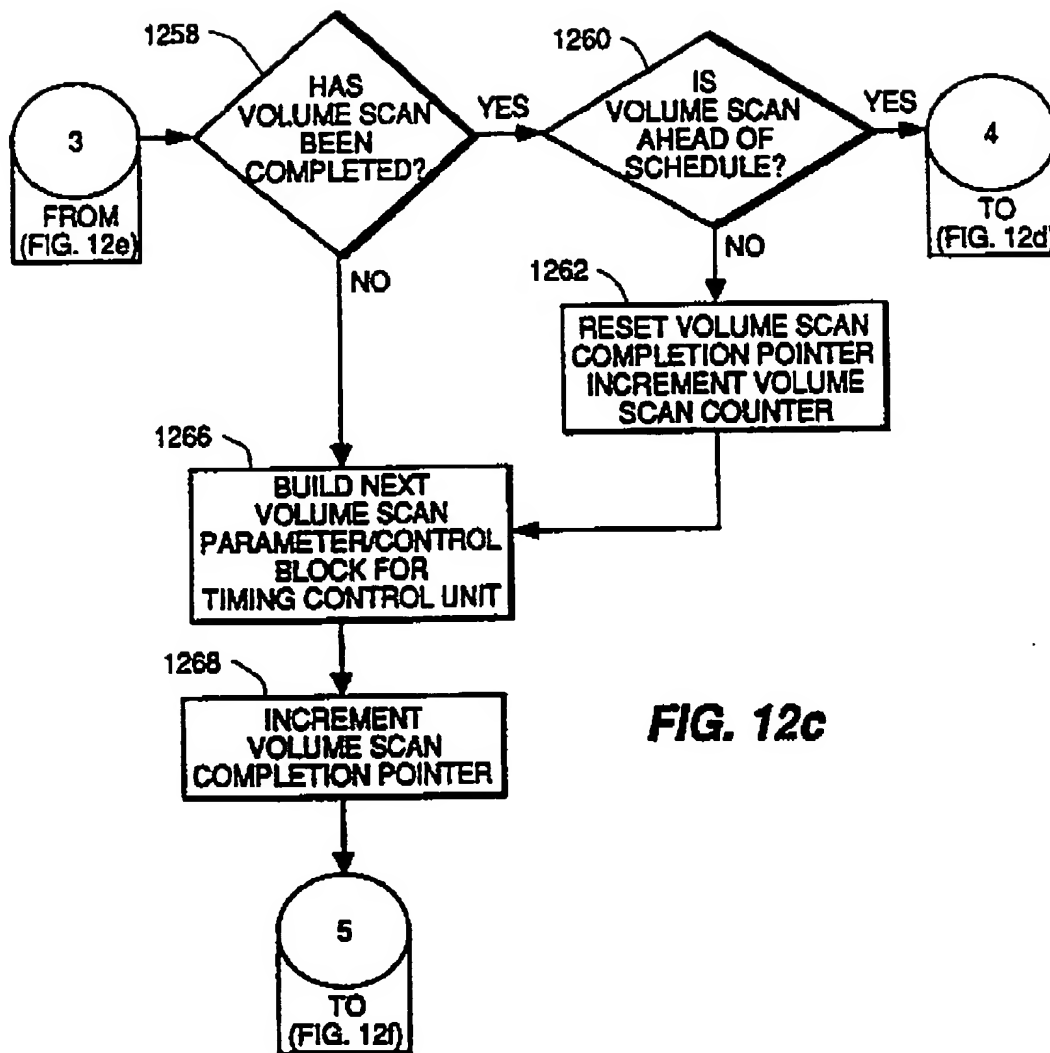 1258
HAS
VOLUME SCAN
BEEN
COMPLETED?
YES
NO
1260
IS
VOLUME SCAN
AHEAD OF
SCHEDULE?
YES
NO
3
FROM
(FIG. 12e)
4
TO
(FIG. 12d)
1262
RESET VOLUME SCAN
COMPLETION POINTER
INCREMENT VOLUME
SCAN COUNTER
1266
BUILD NEXT
VOLUME SCAN
PARAMETER/CONTROL
BLOCK FOR
TIMING CONTROL UNIT
1268
INCREMENT
VOLUME SCAN
COMPLETION POINTER
FIG. 12c
5
TO
(FIG. 12f)